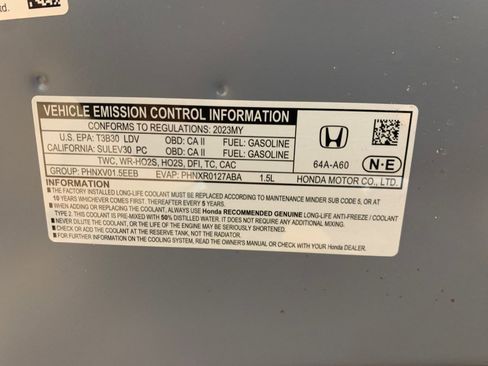 xd.
VEHICLE EMISSION CONTROL INFORMATION
CONFORMS TO REGULATIONS: 2023MY
U.S. EPA: T3B30 LDV OBD: CA II FUEL: GASOLINE
CALIFORNIA: SULEV30 PC OBD: CA II FUEL: GASOLINE
TWC, WR-HO2S, HO2S, DFI, TC, CAC
GROUP: PHNXV01.5EEB EVAP: PHNXR0127ABA 1.5L
64A-A60 N·E
HONDA MOTOR CO., LTD.
INFORMATION
■ THE FACTORY INSTALLED LONG-LIFE COOLANT MUST BE REPLACED ACCORDING TO MAINTENANCE MINDER SUB CODE 5, OR AT
10 YEARS WHICHEVER COMES FIRST. THEREAFTER EVERY 5 YEARS.
■ WHEN ADDING OR REPLACING THE COOLANT, ALWAYS USE Honda RECOMMENDED GENUINE LONG-LIFE ANTI-FREEZE / COOLANT
TYPE 2. THIS IS PRE-MIXED WITH 50% DISTILLED WATER. IT DOES NOT REQUIRE ANY ADDITIONAL MIXING.
■ NEVER DILUTE THE COOLANT, OR THE LIFE OF THE ENGINE MAY BE SERIOUSLY SHORTENED.
■ CHECK AND ADD COOLANT AT THE RESERVE TANK, NOT THE RADIATOR.
■ FOR FURTHER INFORMATION ON THE COOLING SYSTEM, READ THE OWNER'S MANUAL OR CHECK WITH AN Honda DEALER.